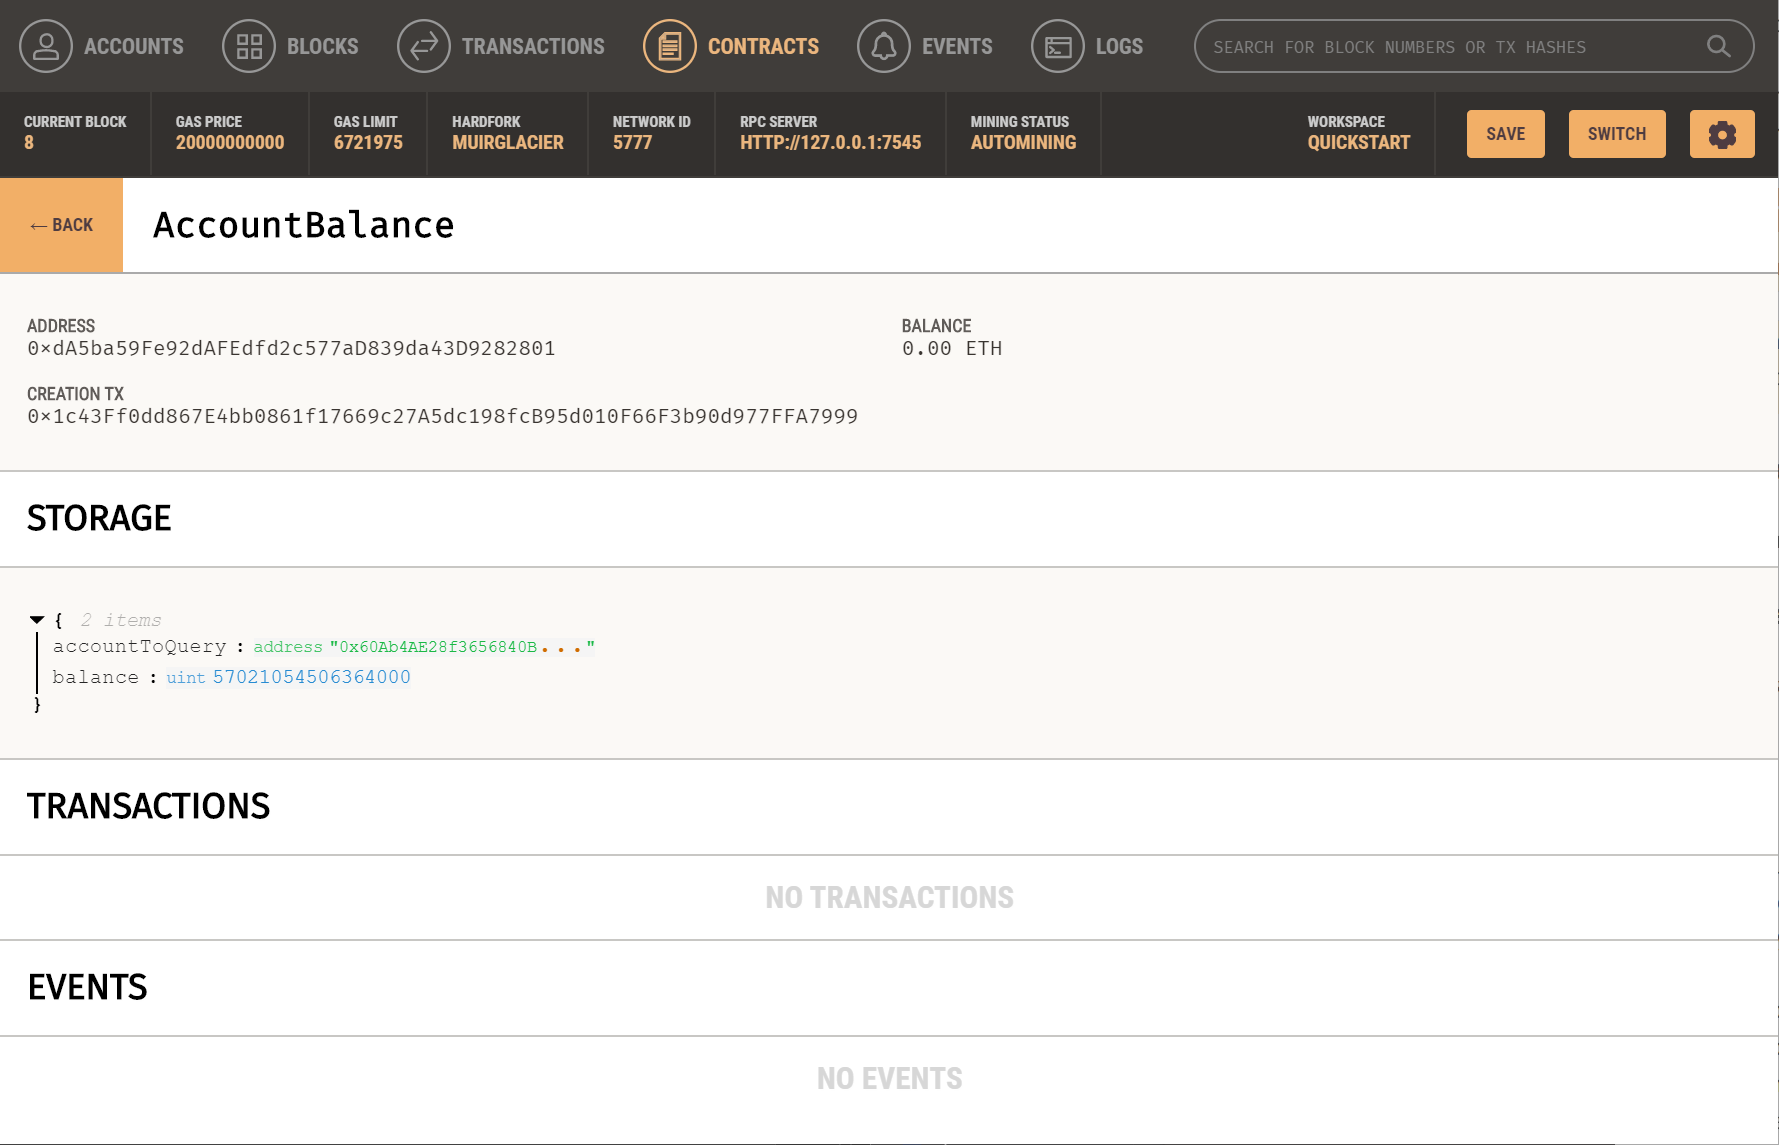 ACCOUNTS BLOCKS TRANSACTIONS CONTRACTS EVENTS LOGS SEARCH FOR BLOCK NUMBERS OR TX HASHES
CURRENT BLOCK GAS PRICE GAS LIMIT HARDFORK NETWORK ID RPC SERVER MINING STATUS WORKSPACE
8 20000000000 6721975 MUIRGLACIER 5777 HTTP://127.0.0.1:7545 AUTOMINING QUICKSTART
SAVE SWITCH
← BACK AccountBalance
ADDRESS BALANCE
0×dA5ba59Fe92dAFEdfd2c577aD839da43D9282801 0.00 ETH
CREATION TX
0×1c43Ff0dd867E4bb0861f17669c27A5dc198fcB95d010F66F3b90d977FFA7999
STORAGE
{ 2 items
accountToQuery : address "0x60Ab4AE28f3656840B..."
balance : uint 57021054506364000
}
TRANSACTIONS
NO TRANSACTIONS
EVENTS
NO EVENTS